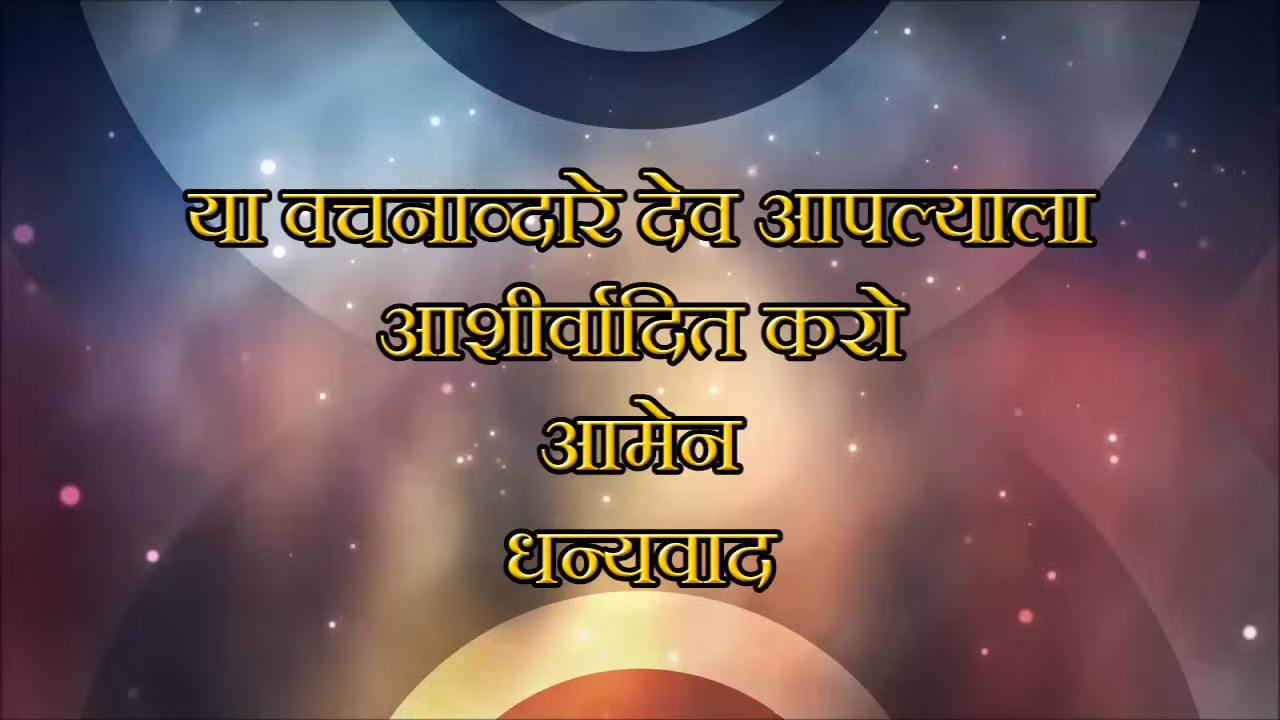 या वचनाव्दारे देव आपल्याला
आशीर्वादित करो
आमेन
धन्यवाद